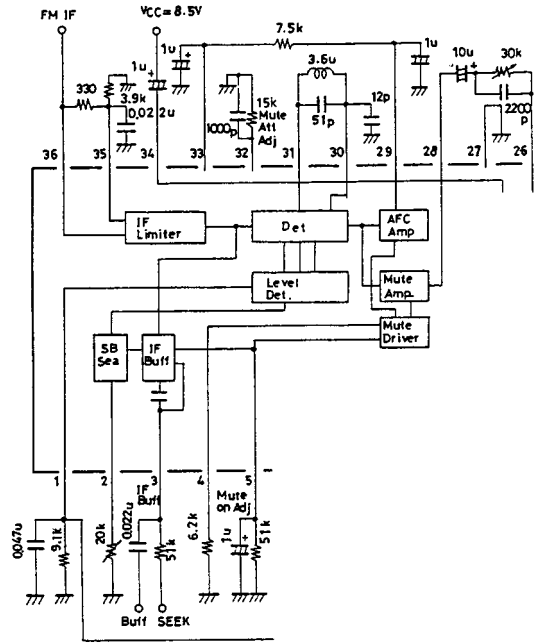 FM IF
VCC = 8.5V
7.5k
1u +
1u +
1u
10u
30k
3.6u
330
3.9k
0.022u
1000p
15k
Mute
Att
Adj
51p
12p
2200
p
36 35 34 33 32 31 30 29 28 27 26
IF
Limiter
Det
AFC
Amp
Level
Det.
Mute
Amp
Mute
Driver
SB
Sea
IF
Buff
1 2 3 4 5
IF
Buff
Mute
on Adj
0.047u
9.1k
20k
0.022u
51k
6.2k
1u +
51k
Buff SEEK